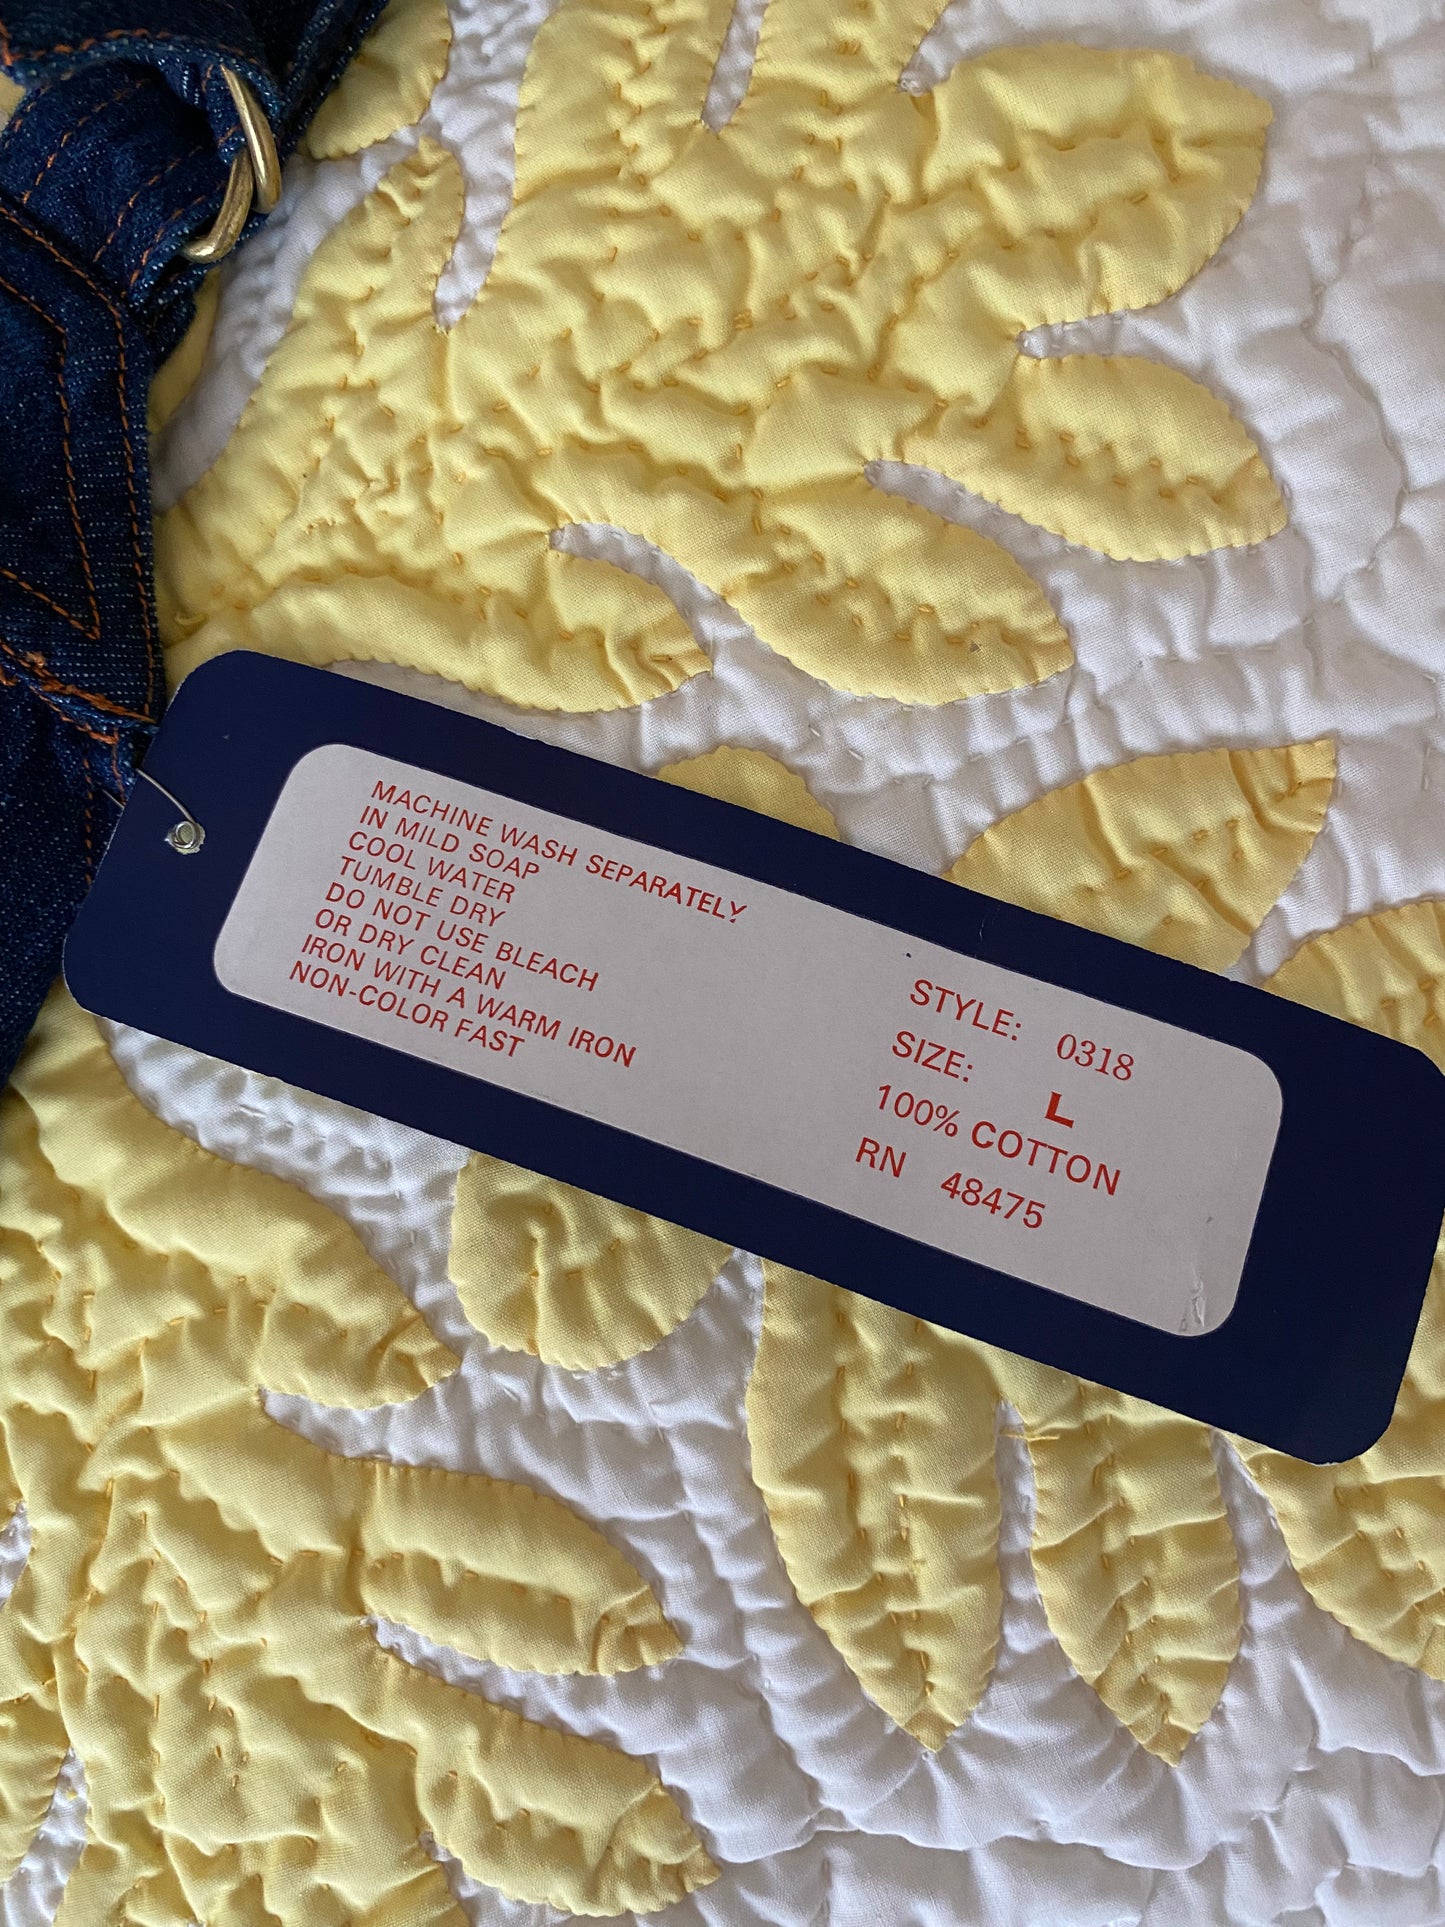 MACHINE WASH SEPARATELY
IN MILD SOAP
COOL WATER
TUMBLE DRY
DO NOT USE BLEACH
OR DRY CLEAN
IRON WITH A WARM IRON
NON-COLOR FAST
STYLE: 0318
SIZE: L
100% COTTON
RN 48475